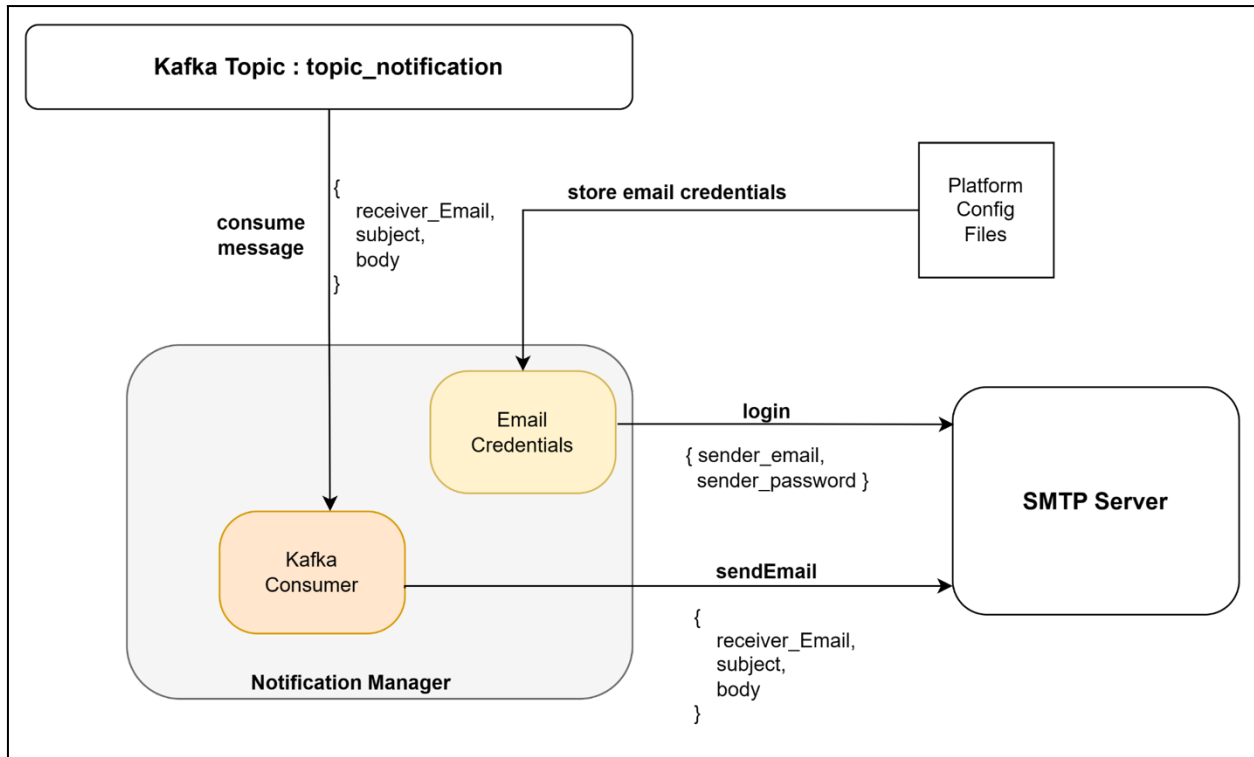 Kafka Topic : topic_notification
{
receiver_Email,
subject,
body
}
consume
message
store email credentials
Platform
Config
Files
Email
Credentials
login
{ sender_email,
sender_password }
SMTP Server
Kafka
Consumer
sendEmail
{
receiver_Email,
subject,
body
}
Notification Manager